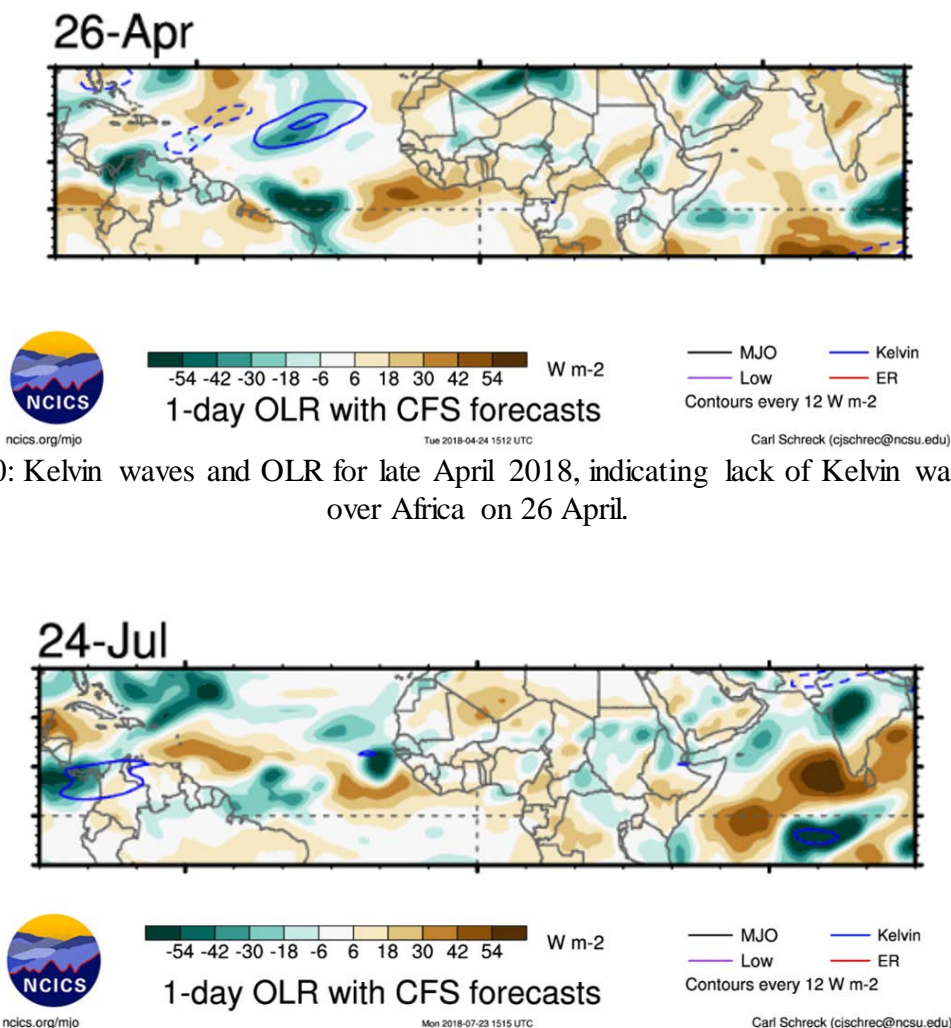 26-Apr
-54 -42 -30 -18 -6 6 18 30 42 54 W m-2
MJO Kelvin
Low ER
Contours every 12 W m-2
NCICS
1-day OLR with CFS forecasts
ncics.org/mjo Tue 2018-04-24 1512 UTC Carl Schreck (cjschrec@ncsu.edu)
0: Kelvin waves and OLR for late April 2018, indicating lack of Kelvin wa
over Africa on 26 April.
24-Jul
-54 -42 -30 -18 -6 6 18 30 42 54 W m-2
MJO Kelvin
Low ER
Contours every 12 W m-2
NCICS
1-day OLR with CFS forecasts
ncics.org/mjo Mon 2018-07-23 1515 UTC Carl Schreck (cjschrec@ncsu.edu)